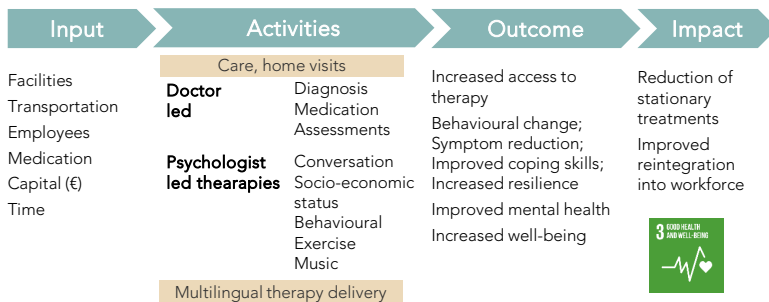 Input
Activities
Outcome
Impact
Facilities
Transportation
Employees
Medication
Capital (€)
Time
Care, home visits
Doctor
led
Diagnosis
Medication
Assessments
Psychologist
led thearapies
Conversation
Socio-economic
status
Behavioural
Exercise
Music
Multilingual therapy delivery
Increased access to
therapy
Behavioural change;
Symptom reduction;
Improved coping skills;
Increased resilience
Improved mental health
Increased well-being
Reduction of
stationary
treatments
Improved
reintegration
into workforce
3 GOOD HEALTH
AND WELL-BEING